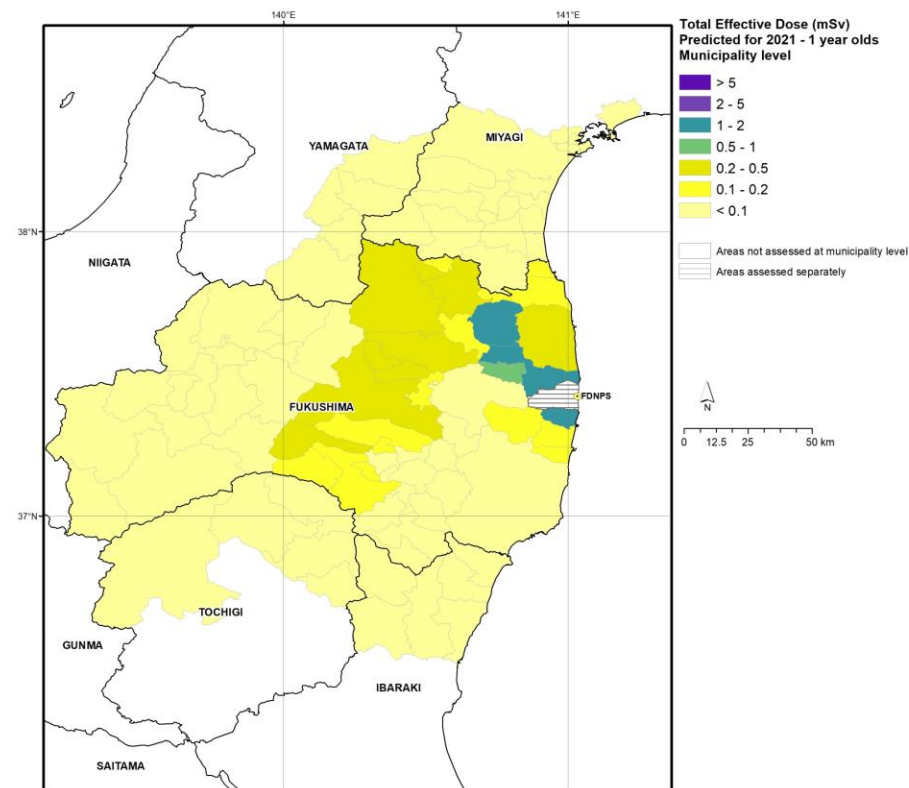 140°E
141°E
Total Effective Dose (mSv)
Predicted for 2021 - 1 year olds
Municipality level
> 5
2 - 5
1 - 2
0.5 - 1
0.2 - 0.5
0.1 - 0.2
< 0.1
Areas not assessed at municipality level
Areas assessed separately
MIYAGI
YAMAGATA
38°N
NIIGATA
FDNPS
FUKUSHIMA
N
0 12.5 25 50 km
37°N
TOCHIGI
GUNMA
IBARAKI
SAITAMA